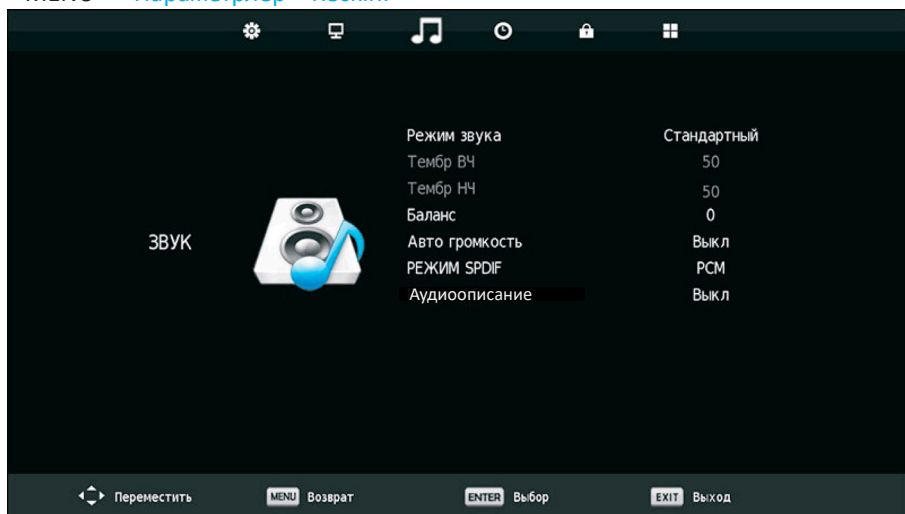 Режим звука Стандартный
Тембр ВЧ 50
Тембр НЧ 50
Баланс 0
ЗВУК
Авто громкость Выкл
РЕЖИМ SPDIF PCM
Аудиоописание Выкл
Переместить MENU Возврат ENTER Выбор EXIT Выход